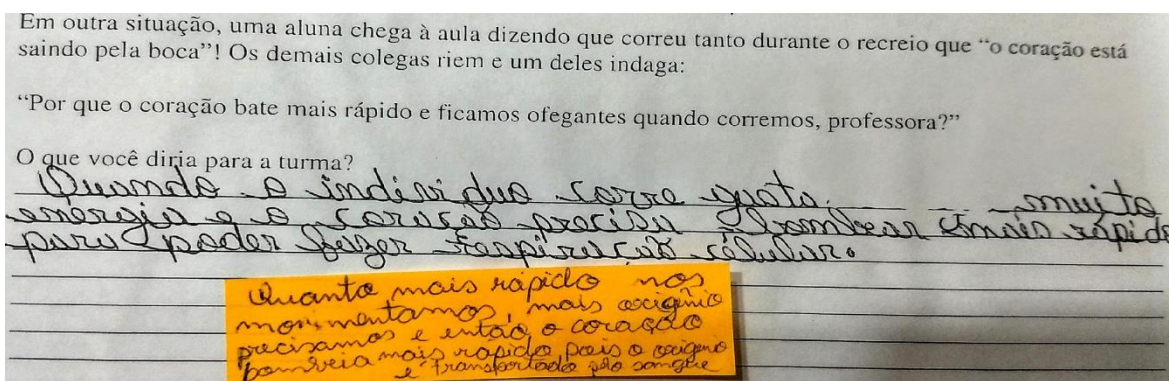 Em outra situação, uma aluna chega à aula dizendo que correu tanto durante o recreio que “o coração está
saindo pela boca”! Os demais colegas riem e um deles indaga:
“Por que o coração bate mais rápido e ficamos ofegantes quando corremos, professora?”
O que você diria para a turma?
Quando o individuo corre gasta muito
energia e o coração precisa bombear mais rápido
para poder fazer respiração celular.
Quanto mais rápido nos
movimentamos, mais oxigênio
precisamos e então o coração
bombeia mais rapido, pois o oxigeno
é transportado pelo sangue